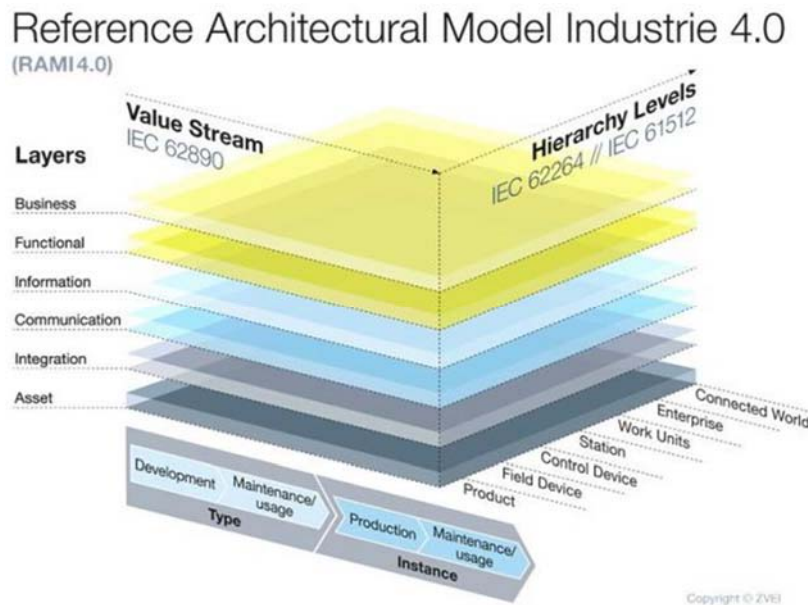 Reference Architectural Model Industrie 4.0
(RAMI 4.0)
Value Stream
IEC 62890
Hierarchy Levels
IEC 62264 // IEC 61512
Layers
Business
Functional
Information
Communication
Integration
Asset
Connected World
Enterprise
Work Units
Station
Control Device
Field Device
Product
Development
Maintenance/
usage
Type
Production
Maintenance/
usage
Instance
Copyright © ZVEI